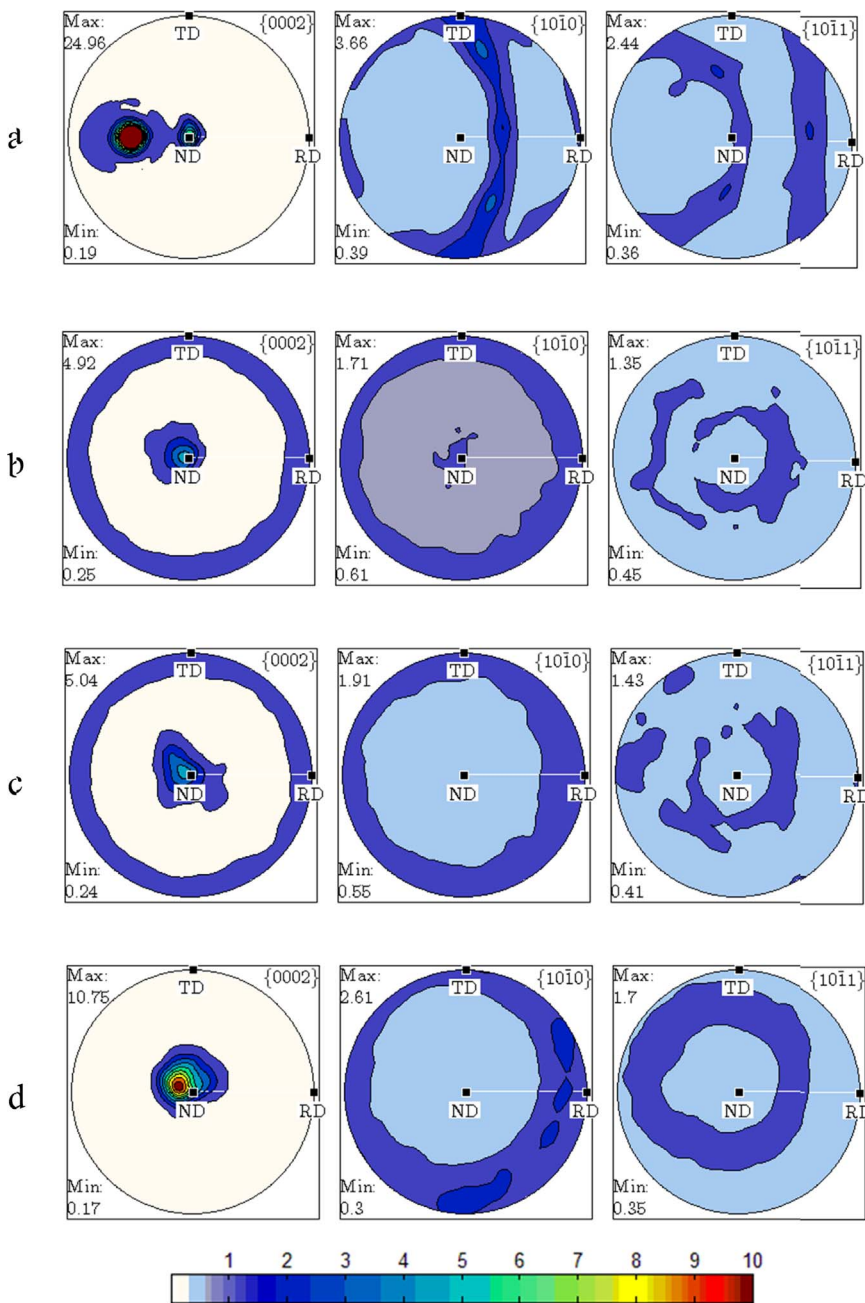 a
Max:
24.96
{0002}
TD
ND
RD
Min:
0.19
Max:
3.66
{101̄0}
TD
ND
RD
Min:
0.39
Max:
2.44
{101̄1}
TD
ND
RD
Min:
0.36
b
Max:
4.92
{0002}
TD
ND
RD
Min:
0.25
Max:
1.71
{101̄0}
TD
ND
RD
Min:
0.61
Max:
1.35
{101̄1}
TD
ND
RD
Min:
0.45
c
Max:
5.04
{0002}
TD
ND
RD
Min:
0.24
Max:
1.91
{101̄0}
TD
ND
RD
Min:
0.55
Max:
1.43
{101̄1}
TD
ND
RD
Min:
0.41
d
Max:
10.75
{0002}
TD
ND
RD
Min:
0.17
Max:
2.61
{101̄0}
TD
ND
RD
Min:
0.3
Max:
1.7
{101̄1}
TD
ND
RD
Min:
0.35
1 2 3 4 5 6 7 8 9 10